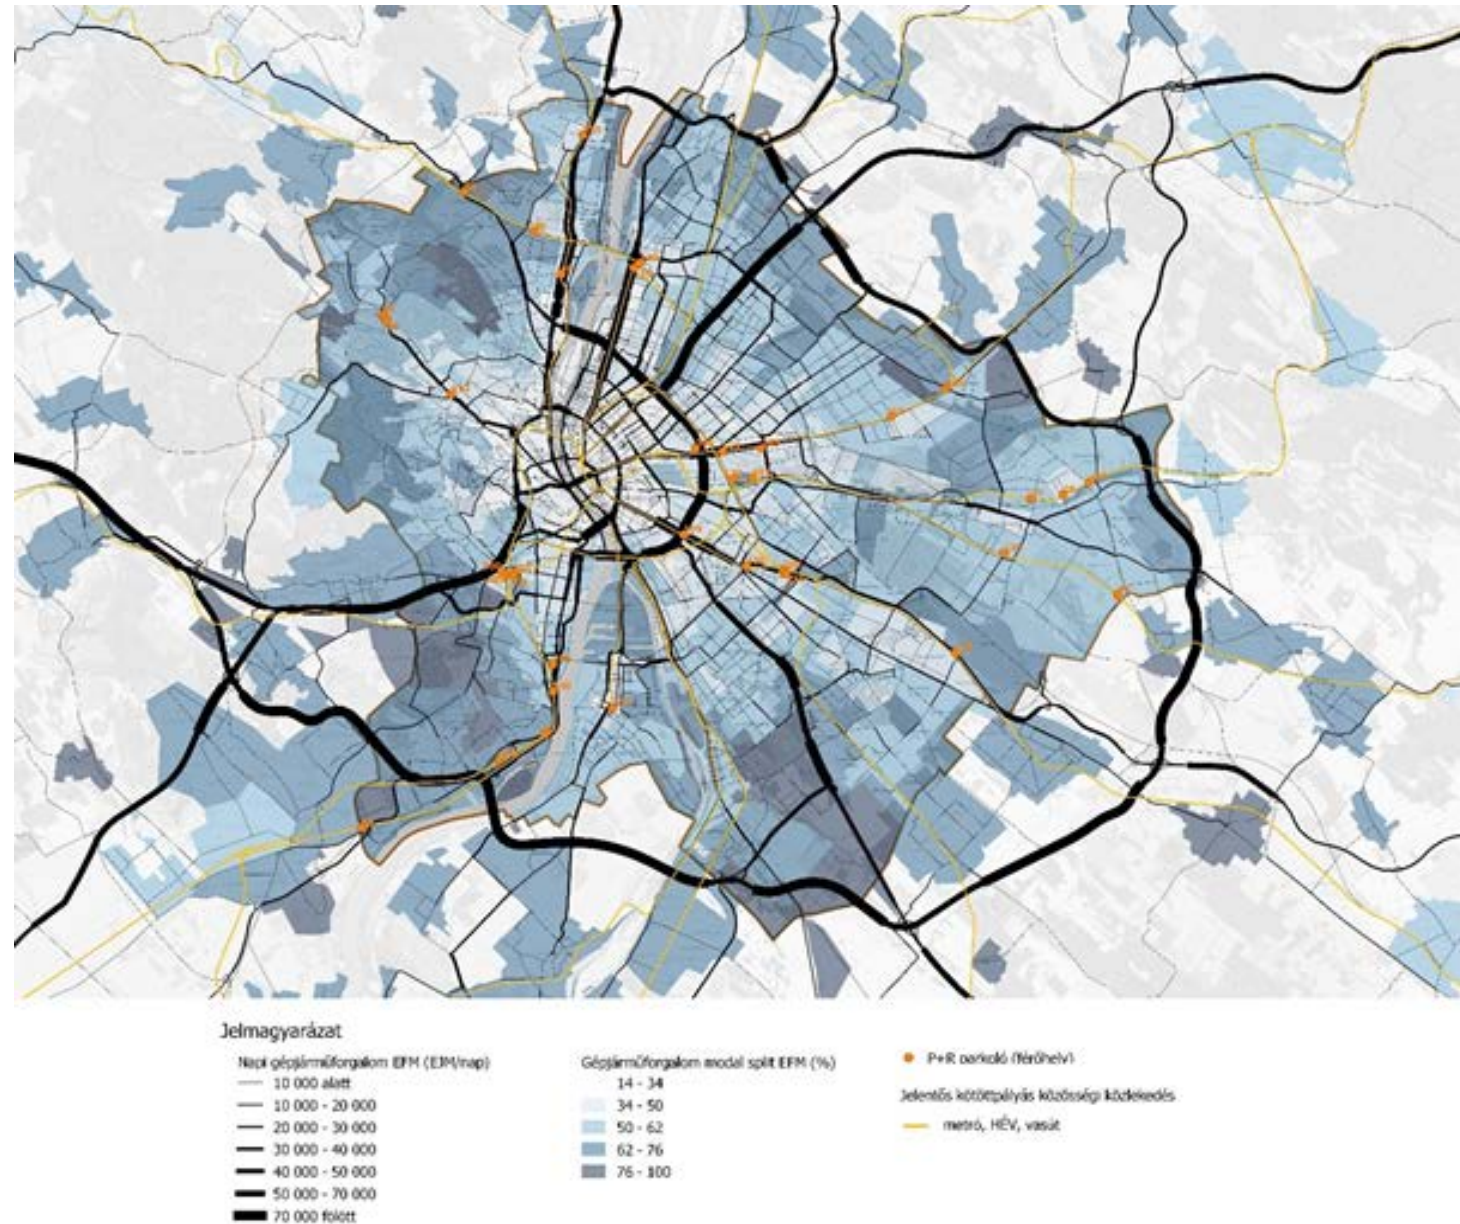 Jelmagyarázat
Napi gépjárműforgalom EFM (EJM/nap)
10 000 alatt
10 000 - 20 000
20 000 - 30 000
30 000 - 40 000
40 000 - 50 000
50 000 - 70 000
70 000 fölött
Gépjárműforgalom modal split EFM (%)
14 - 34
34 - 50
50 - 62
62 - 76
76 - 100
P+R parkoló (férőhely)
Jelentős kötöttpályás közösségi közlekedés
metró, HÉV, vasút